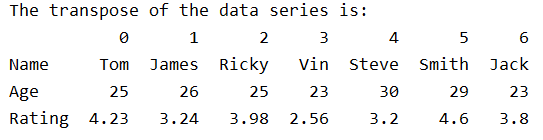 The transpose of the data series is:
0 1 2 3 4 5 6
Name Tom James Ricky Vin Steve Smith Jack
Age 25 26 25 23 30 29 23
Rating 4.23 3.24 3.98 2.56 3.2 4.6 3.8